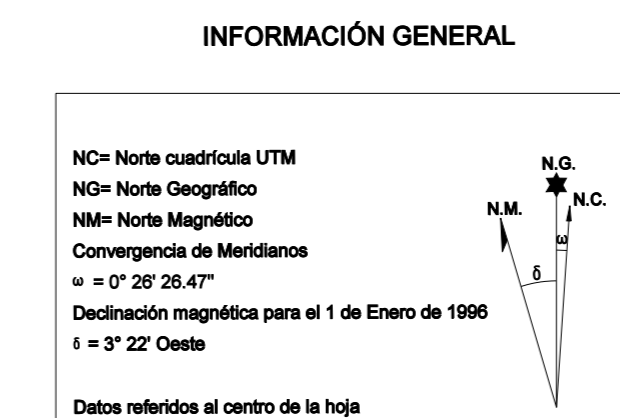 INFORMACIÓN GENERAL
NC= Norte cuadrícula UTM
NG= Norte Geográfico
NM= Norte Magnético
Convergencia de Meridianos
ω = 0° 26' 26.47"
Declinación magnética para el 1 de Enero de 1996
δ = 3° 22' Oeste
Datos referidos al centro de la hoja
N.G.
N.C.
N.M.
ω
δ